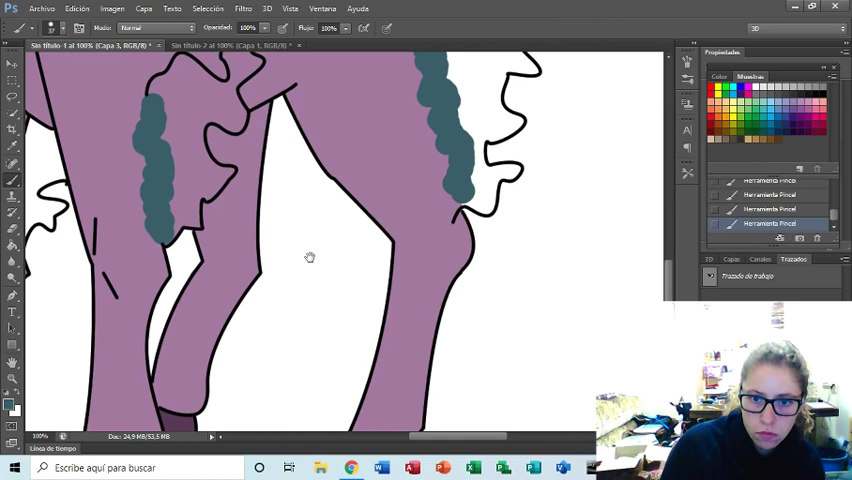 Ps Archivo Edición Imagen Capa Texto Selección Filtro 3D Vista Ventana Ayuda
37 Modo: Normal Opacidad: 100% Flujo: 100% 3D
Sin título-1 al 100% (Capa 3, RGB/8) * × Sin título-2 al 100% (Capa 1, RGB/8) * ×
Propiedades
Color Muestras
Herramienta Pincel
Herramienta Pincel
Herramienta Pincel
Herramienta Pincel
3D Capas Canales Trazados
Trazado de trabajo
100% Doc: 24,9 MB/53,5 MB
Línea de tiempo
Escribe aquí para buscar